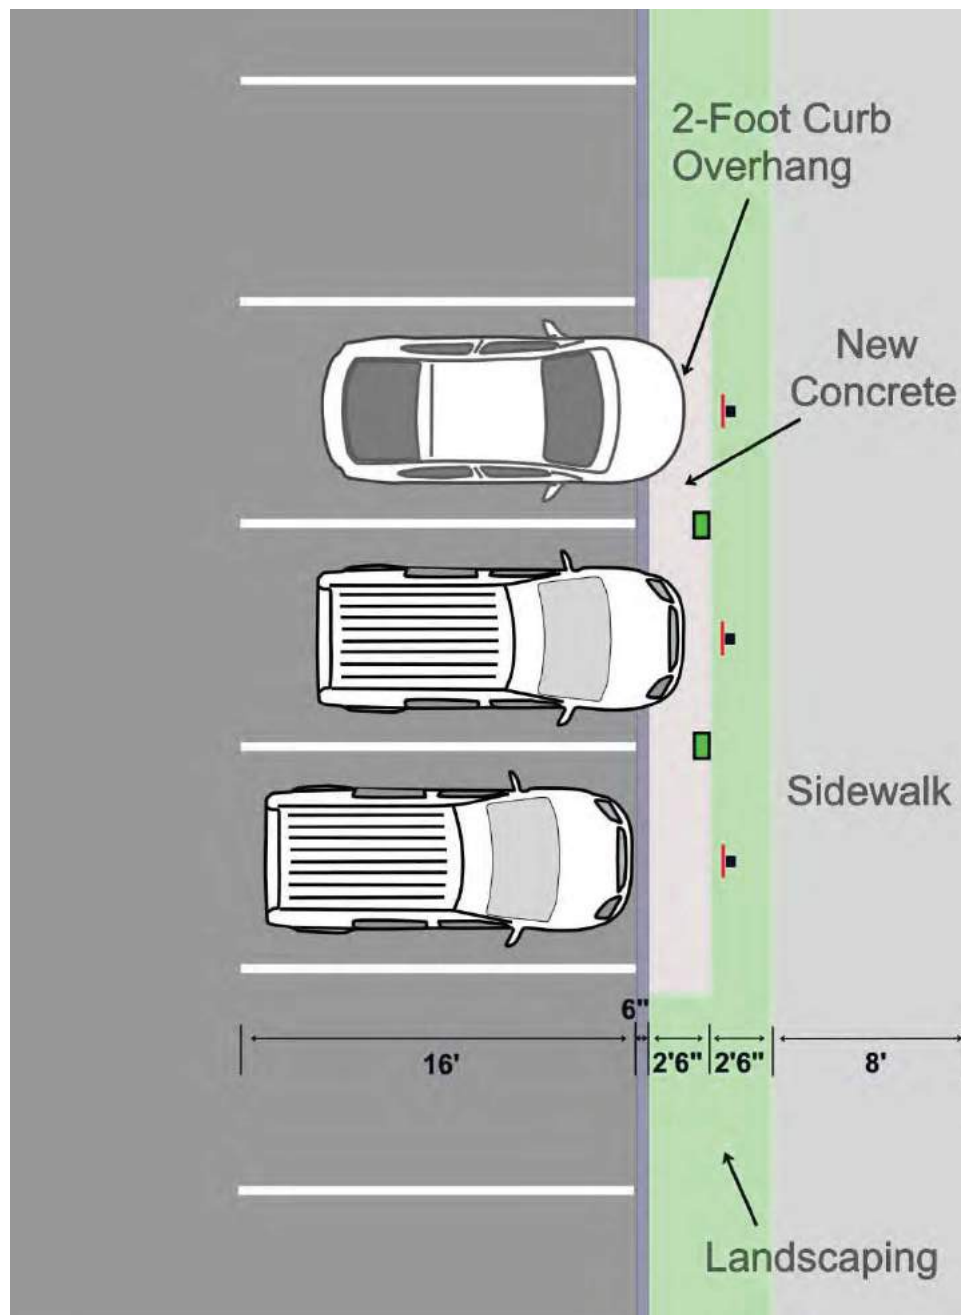 2-Foot Curb
Overhang
New
Concrete
Sidewalk
6"
16'
2'6"
2'6"
8'
Landscaping